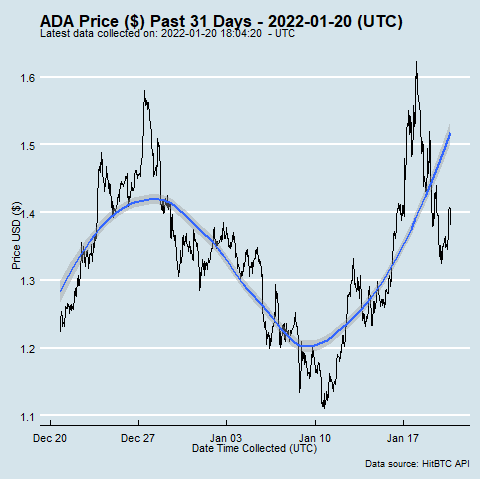 ADA Price ($) Past 31 Days - 2022-01-20 (UTC)
Latest data collected on: 2022-01-20 18:04:20 - UTC
1.6
1.5
1.4
1.3
1.2
1.1
Price USD ($)
Dec 20 Dec 27 Jan 03 Jan 10 Jan 17
Date Time Collected (UTC)
Data source: HitBTC API